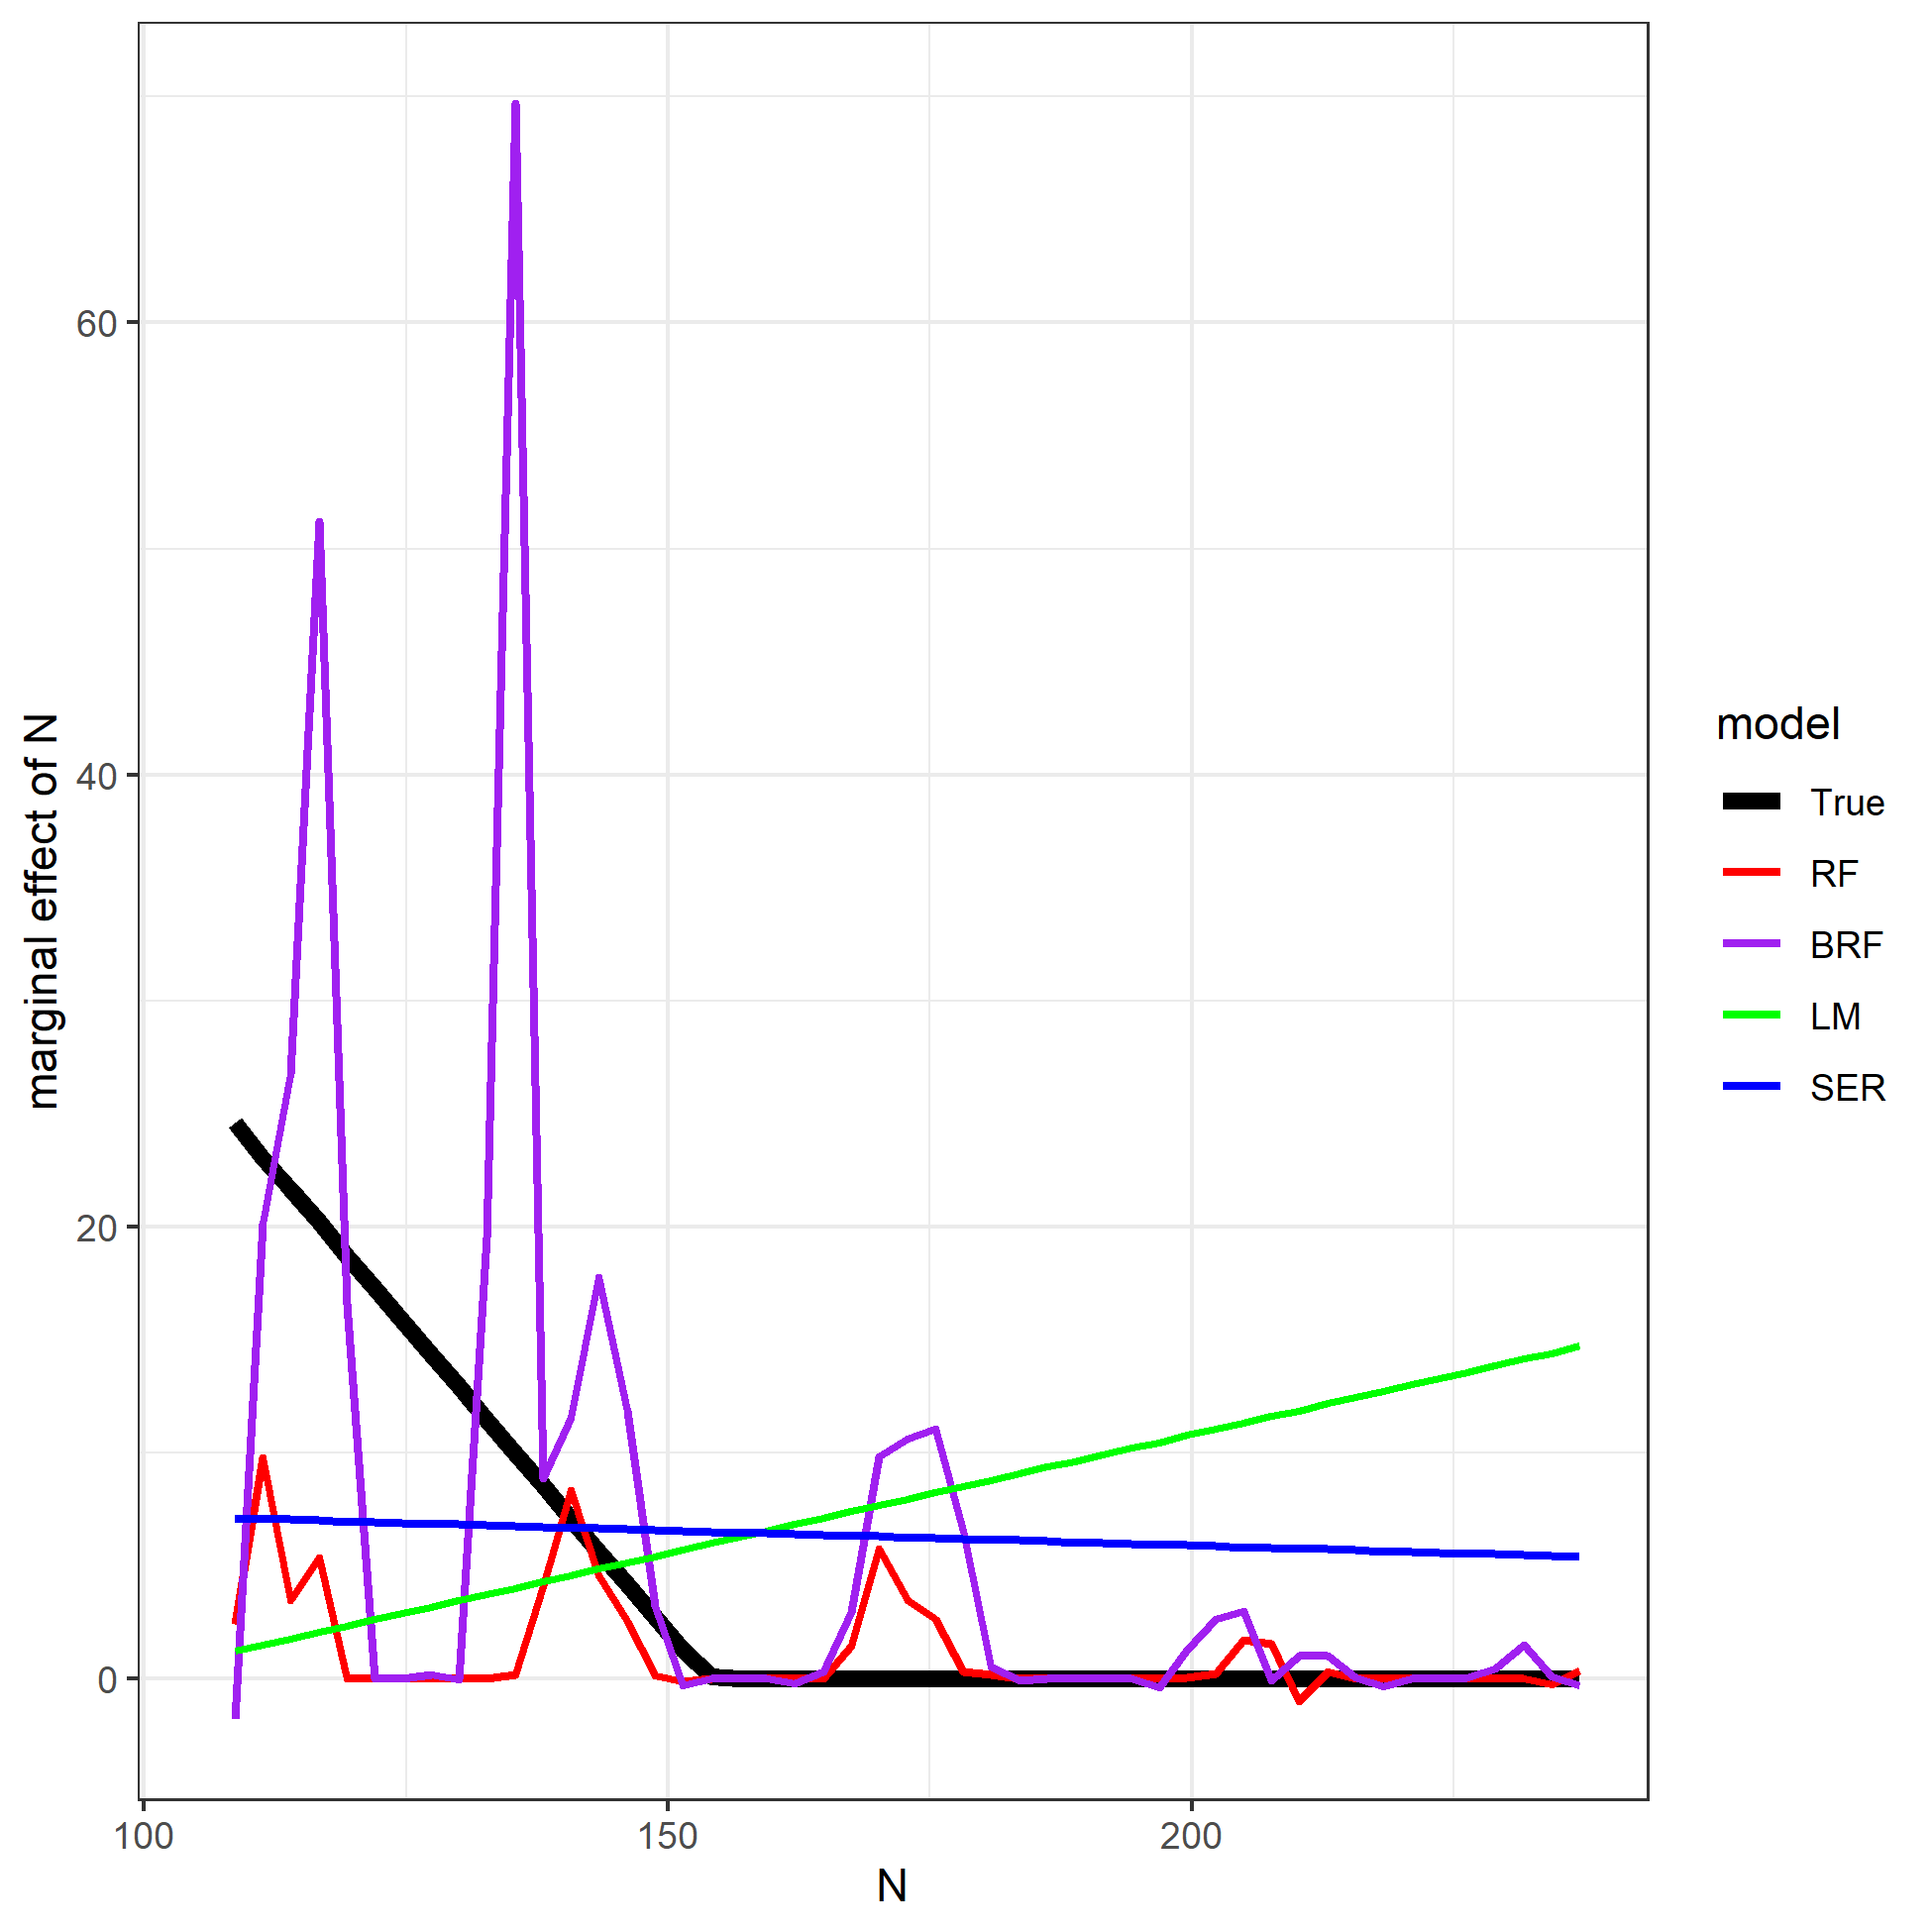 marginal effect of N
60
40
20
0
100
150
200
N
model
True
RF
BRF
LM
SER